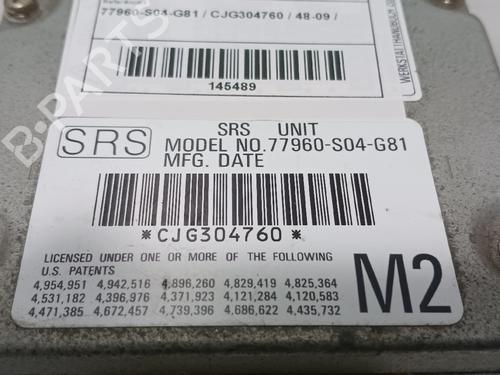 77960-S04-G81 / CJG304760 / 48-09 /
145489
B-PARTS
SRS
SRS UNIT
MODEL NO.77960-S04-G81
MFG. DATE
*CJG304760*
LICENSED UNDER ONE OR MORE OF THE FOLLOWING
U.S. PATENTS
4,954,951 4,942,516 4,896,260 4,829,419 4,825,364
4,531,182 4,396,976 4,371,923 4,121,284 4,120,583
4,471,385 4,672,457 4,739,396 4,686,622 4,435,732
M2